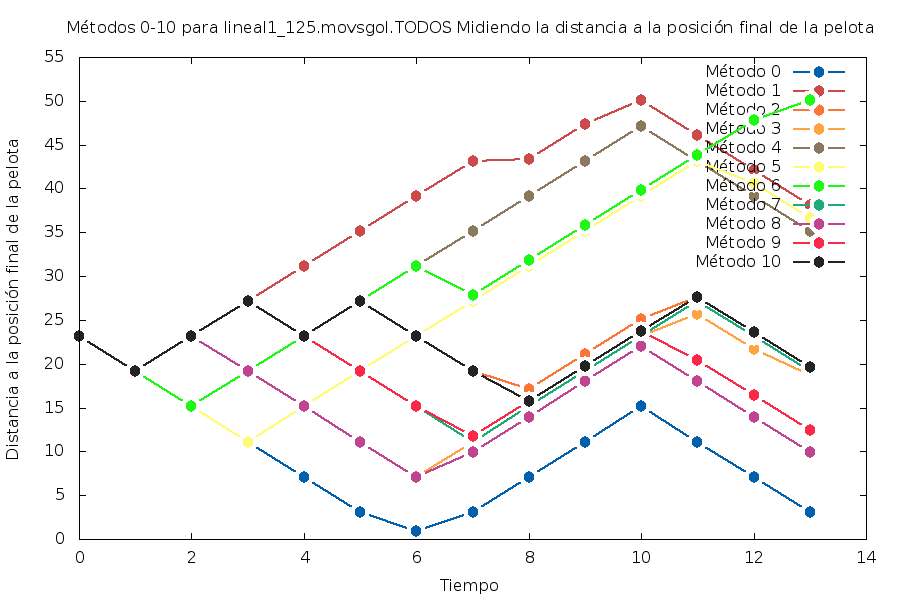 Métodos 0-10 para lineal1_125.movsgol.TODOS Midiendo la distancia a la posición final de la pelota
Distancia a la posición final de la pelota
55
50
45
40
35
30
25
20
15
10
5
0
Método 0
Método 1
Método 2
Método 3
Método 4
Método 5
Método 6
Método 7
Método 8
Método 9
Método 10
0 2 4 6 8 10 12 14
Tiempo